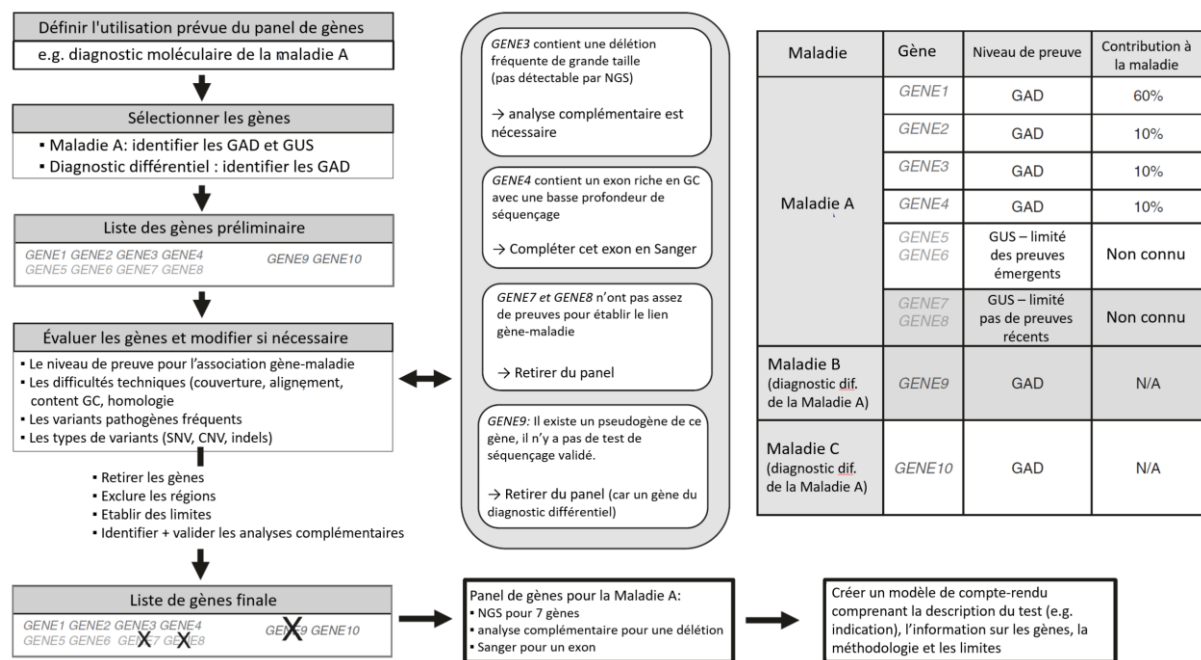 Définir l'utilisation prévue du panel de gènes
e.g. diagnostic moléculaire de la maladie A
Sélectionner les gènes
▪ Maladie A: identifier les GAD et GUS
▪ Diagnostic différentiel : identifier les GAD
Liste des gènes préliminaire
GENE1 GENE2 GENE3 GENE4
GENE5 GENE6 GENE7 GENE8
GENE9 GENE10
Évaluer les gènes et modifier si nécessaire
▪ Le niveau de preuve pour l'association gène-maladie
▪ Les difficultés techniques (couverture, alignement,
content GC, homologie
▪ Les variants pathogènes fréquents
▪ Les types de variants (SNV, CNV, indels)
▪ Retirer les gènes
▪ Exclure les régions
▪ Etablir des limites
▪ Identifier + valider les analyses complémentaires
Liste de gènes finale
GENE1 GENE2 GENE3 GENE4
GENE5 GENE6 GENE7 GENE8
GENE9 GENE10
GENE3 contient une délétion
fréquente de grande taille
(pas détectable par NGS)
→ analyse complémentaire est
nécessaire
GENE4 contient un exon riche en GC
avec une basse profondeur de
séquençage
→ Compléter cet exon en Sanger
GENE7 et GENE8 n'ont pas assez
de preuves pour établir le lien
gène-maladie
→ Retirer du panel
GENE9: Il existe un pseudogène de ce
gène, il n'y a pas de test de
séquençage validé.
→ Retirer du panel (car un gène du
diagnostic différentiel)
Panel de gènes pour la Maladie A:
▪ NGS pour 7 gènes
▪ analyse complémentaire pour une délétion
▪ Sanger pour un exon
Créer un modèle de compte-rendu
comprenant la description du test (e.g.
indication), l'information sur les gènes, la
méthodologie et les limites
Maladie Gène Niveau de preuve Contribution à
la maladie
Maladie A
GENE1 GAD 60%
GENE2 GAD 10%
GENE3 GAD 10%
GENE4 GAD 10%
GENE5
GENE6
GUS – limité
des preuves
émergents
Non connu
GENE7
GENE8
GUS – limité
pas de preuves
récents
Non connu
Maladie B
(diagnostic dif.
de la Maladie A)
GENE9 GAD N/A
Maladie C
(diagnostic dif.
de la Maladie A)
GENE10 GAD N/A